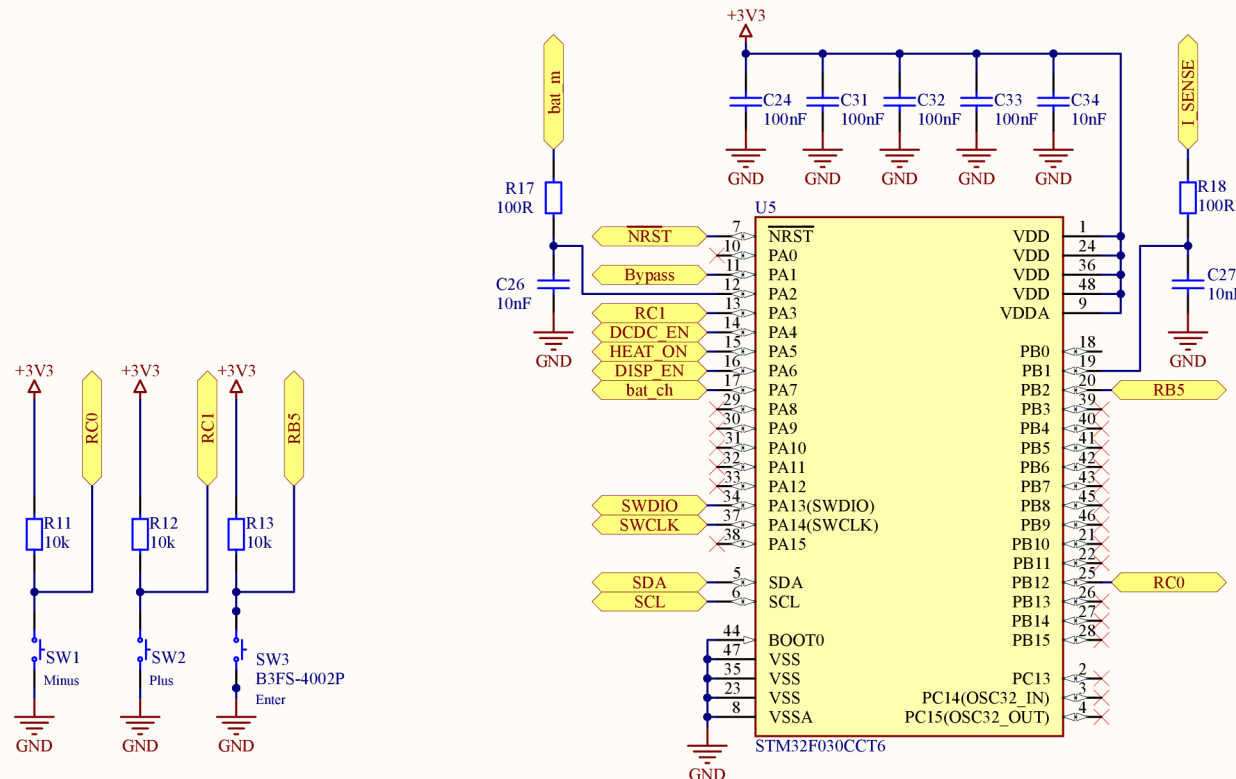 +3V3
bat_m
I_SENSE
C24
100nF
C31
100nF
C32
100nF
C33
100nF
C34
10nF
GND
GND
GND
GND
GND
R17
100R
R18
100R
C26
10nF
GND
C27
GND
U5
NRST 7 NRST
10 PA0
Bypass 11 PA1
12 PA2
RC1 13 PA3
DCDC_EN 14 PA4
HEAT_ON 15 PA5
DISP_EN 16 PA6
bat_ch 17 PA7
29 PA8
30 PA9
31 PA10
32 PA11
33 PA12
SWDIO 34 PA13(SWDIO)
SWCLK 37 PA14(SWCLK)
38 PA15
SDA 5 SDA
SCL 6 SCL
44 BOOT0
47 VSS
35 VSS
23 VSS
8 VSSA
VDD 1
VDD 24
VDD 36
VDD 48
VDDA 9
PB0 18
PB1 19
PB2 20 RB5
PB3 39
PB4 40
PB5 41
PB6 42
PB7 43
PB8 45
PB9 46
PB10 21
PB11 22
PB12 25 RC0
PB13 26
PB14 27
PB15 28
PC13 2
PC14(OSC32_IN) 3
PC15(OSC32_OUT) 4
STM32F030CCT6
GND
+3V3
+3V3
+3V3
RC0
RC1
RB5
R11
10k
R12
10k
R13
10k
SW1
Minus
SW2
Plus
SW3
B3FS-4002P
Enter
GND
GND
GND